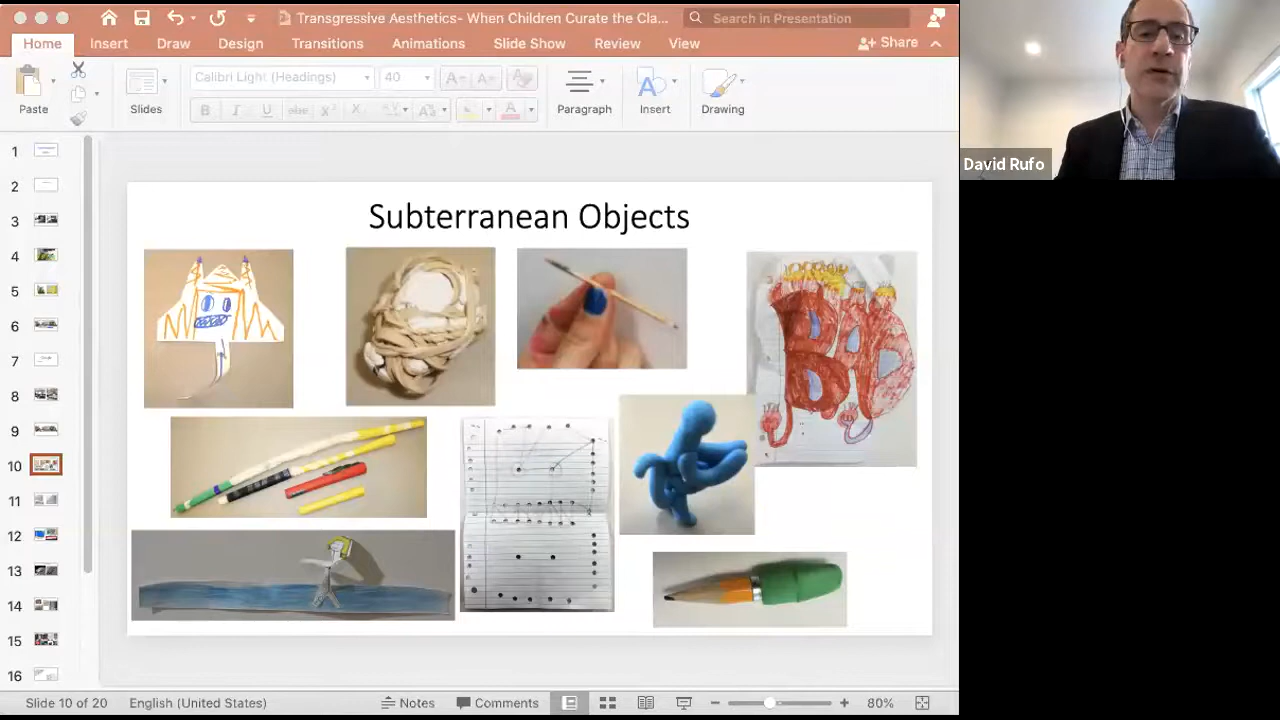 Transgressive Aesthetics- When Children Curate the Cla...
Search in Presentation
Home Insert Draw Design Transitions Animations Slide Show Review View Share
Calibri Light (Headings) 40
Paste Slides Paragraph Insert Drawing
B I U abc X X
David Rufo
1
2
3
4
5
6
7
8
9
10
11
12
13
14
15
16
Subterranean Objects
BAD
Slide 10 of 20 English (United States) Notes Comments 80%